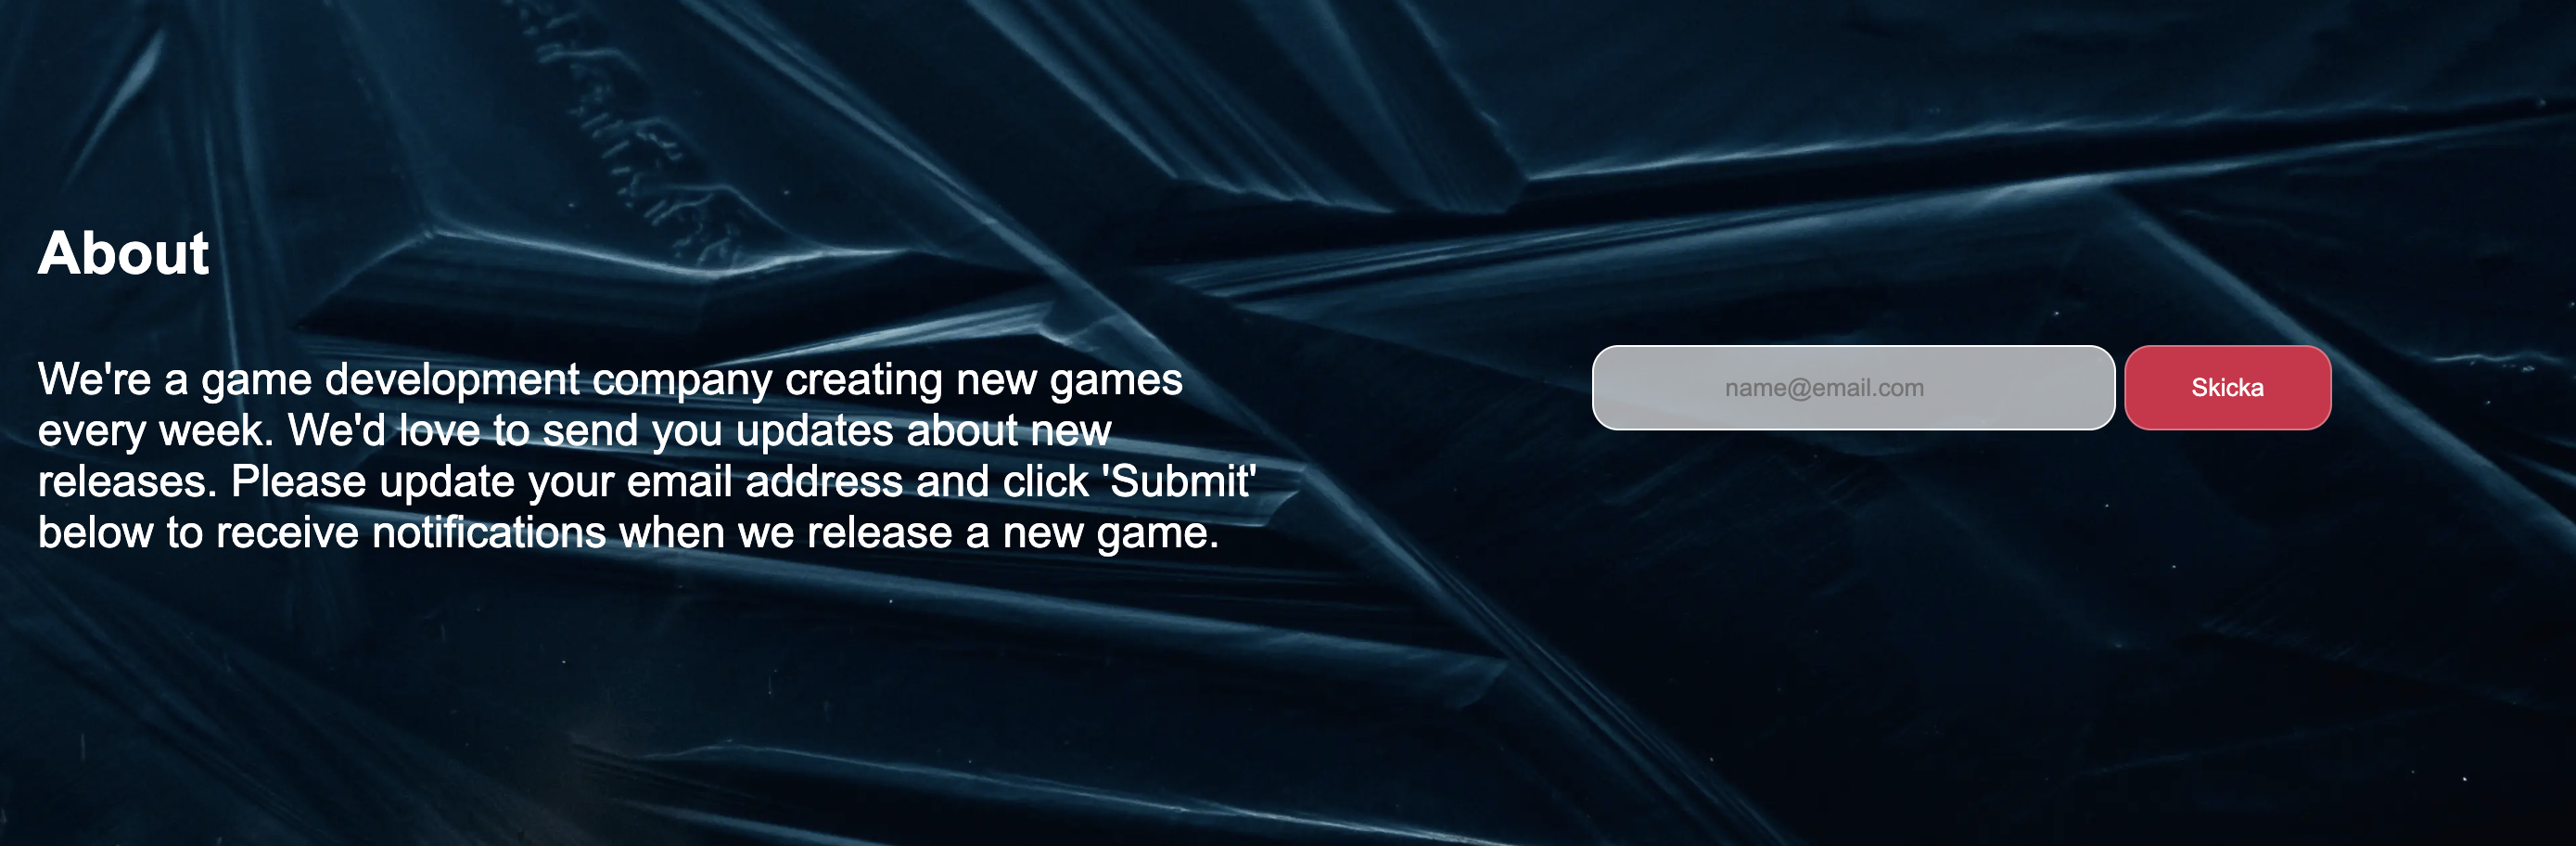 About
We're a game development company creating new games
every week. We'd love to send you updates about new
releases. Please update your email address and click 'Submit'
below to receive notifications when we release a new game.
name@email.com
Skicka